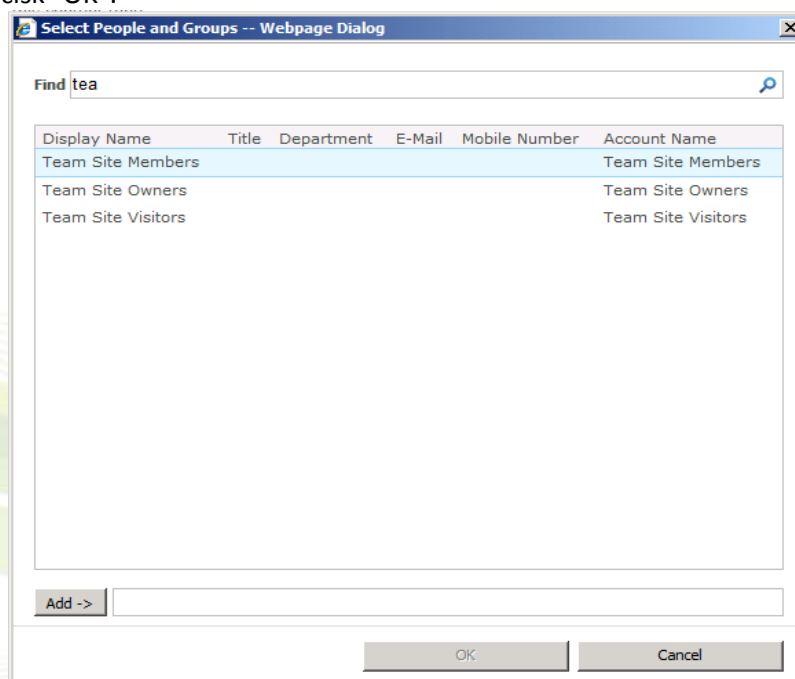 Select People and Groups -- Webpage Dialog
Find tea
Display Name Title Department E-Mail Mobile Number Account Name
Team Site Members Team Site Members
Team Site Owners Team Site Owners
Team Site Visitors Team Site Visitors
Add ->
OK Cancel